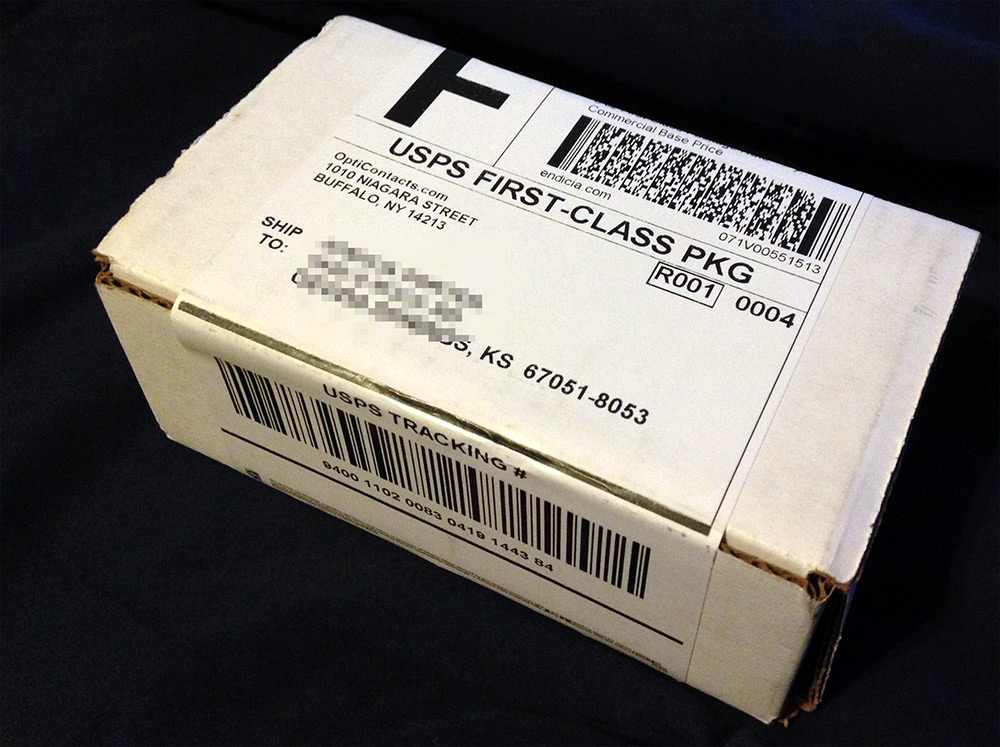 F
Commercial Base Price
endicia.com
071V00551513
USPS FIRST-CLASS PKG
OptiContacts.com
1010 NIAGARA STREET
BUFFALO, NY 14213
R001 0004
SHIP
TO:
KS 67051-8053
USPS TRACKING #
9400 1102 0083 0419 1443 84